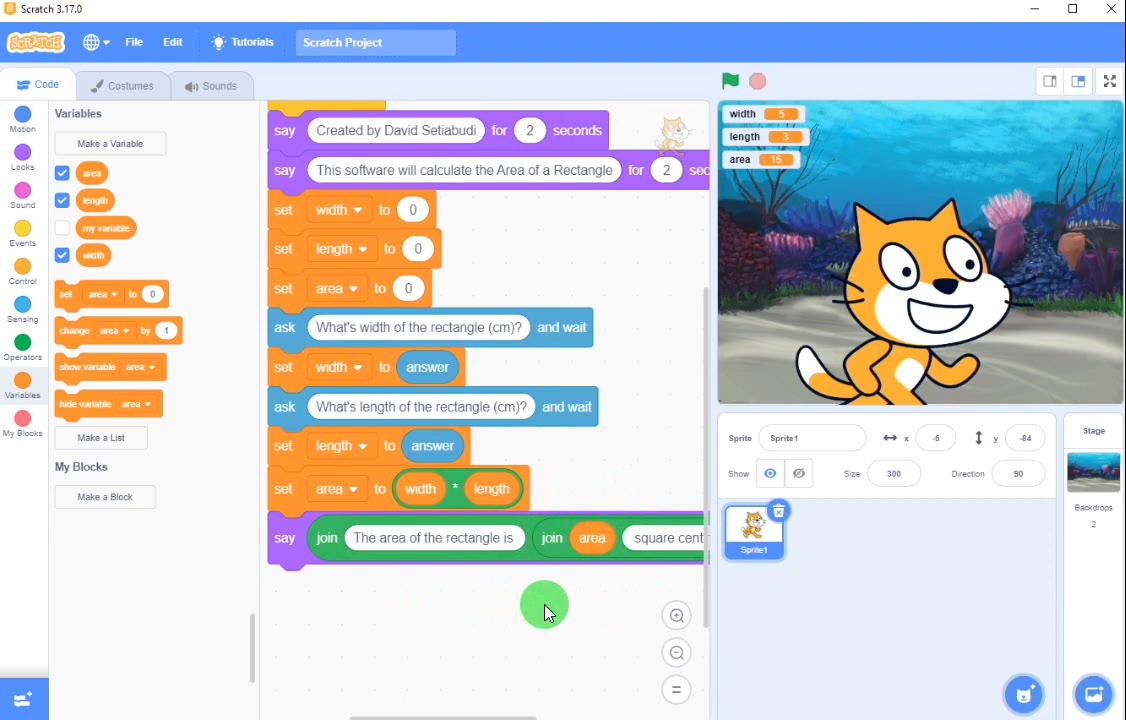 Scratch 3.17.0
SCRATCH File Edit Tutorials Scratch Project
Code Costumes Sounds
Motion
Looks
Sound
Events
Control
Sensing
Operators
Variables
My Blocks
Variables
Make a Variable
area
length
my variable
width
set area to 0
change area by 1
show variable area
hide variable area
Make a List
My Blocks
Make a Block
say Created by David Setiabudi for 2 seconds
say This software will calculate the Area of a Rectangle for 2 sec
set width to 0
set length to 0
set area to 0
ask What's width of the rectangle (cm)? and wait
set width to answer
ask What's length of the rectangle (cm)? and wait
set length to answer
set area to width * length
say join The area of the rectangle is join area square cent
width 5
length 3
area 15
Sprite Sprite1 x -5 y -84
Show Size 300 Direction 90
Sprite1
Stage
Backdrops
2